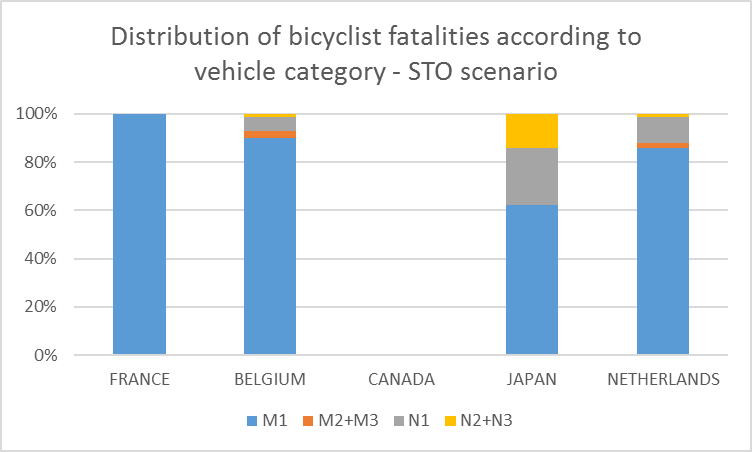 Distribution of bicyclist fatalities according to
vehicle category - STO scenario
100%
80%
60%
40%
20%
0%
FRANCE BELGIUM CANADA JAPAN NETHERLANDS
M1 M2+M3 N1 N2+N3